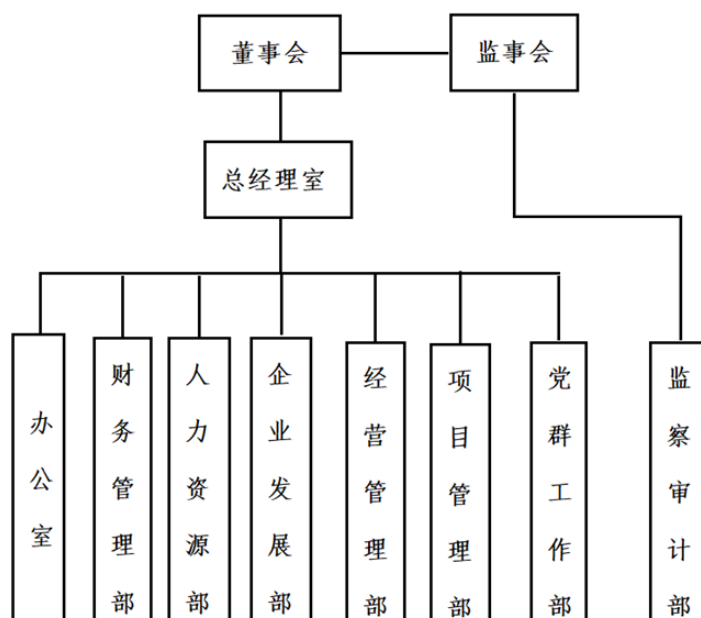 董事会
监事会
总经理室
办公室
财务管理部
人力资源部
企业发展部
经营管理部
项目管理部
党群工作部
监察审计部